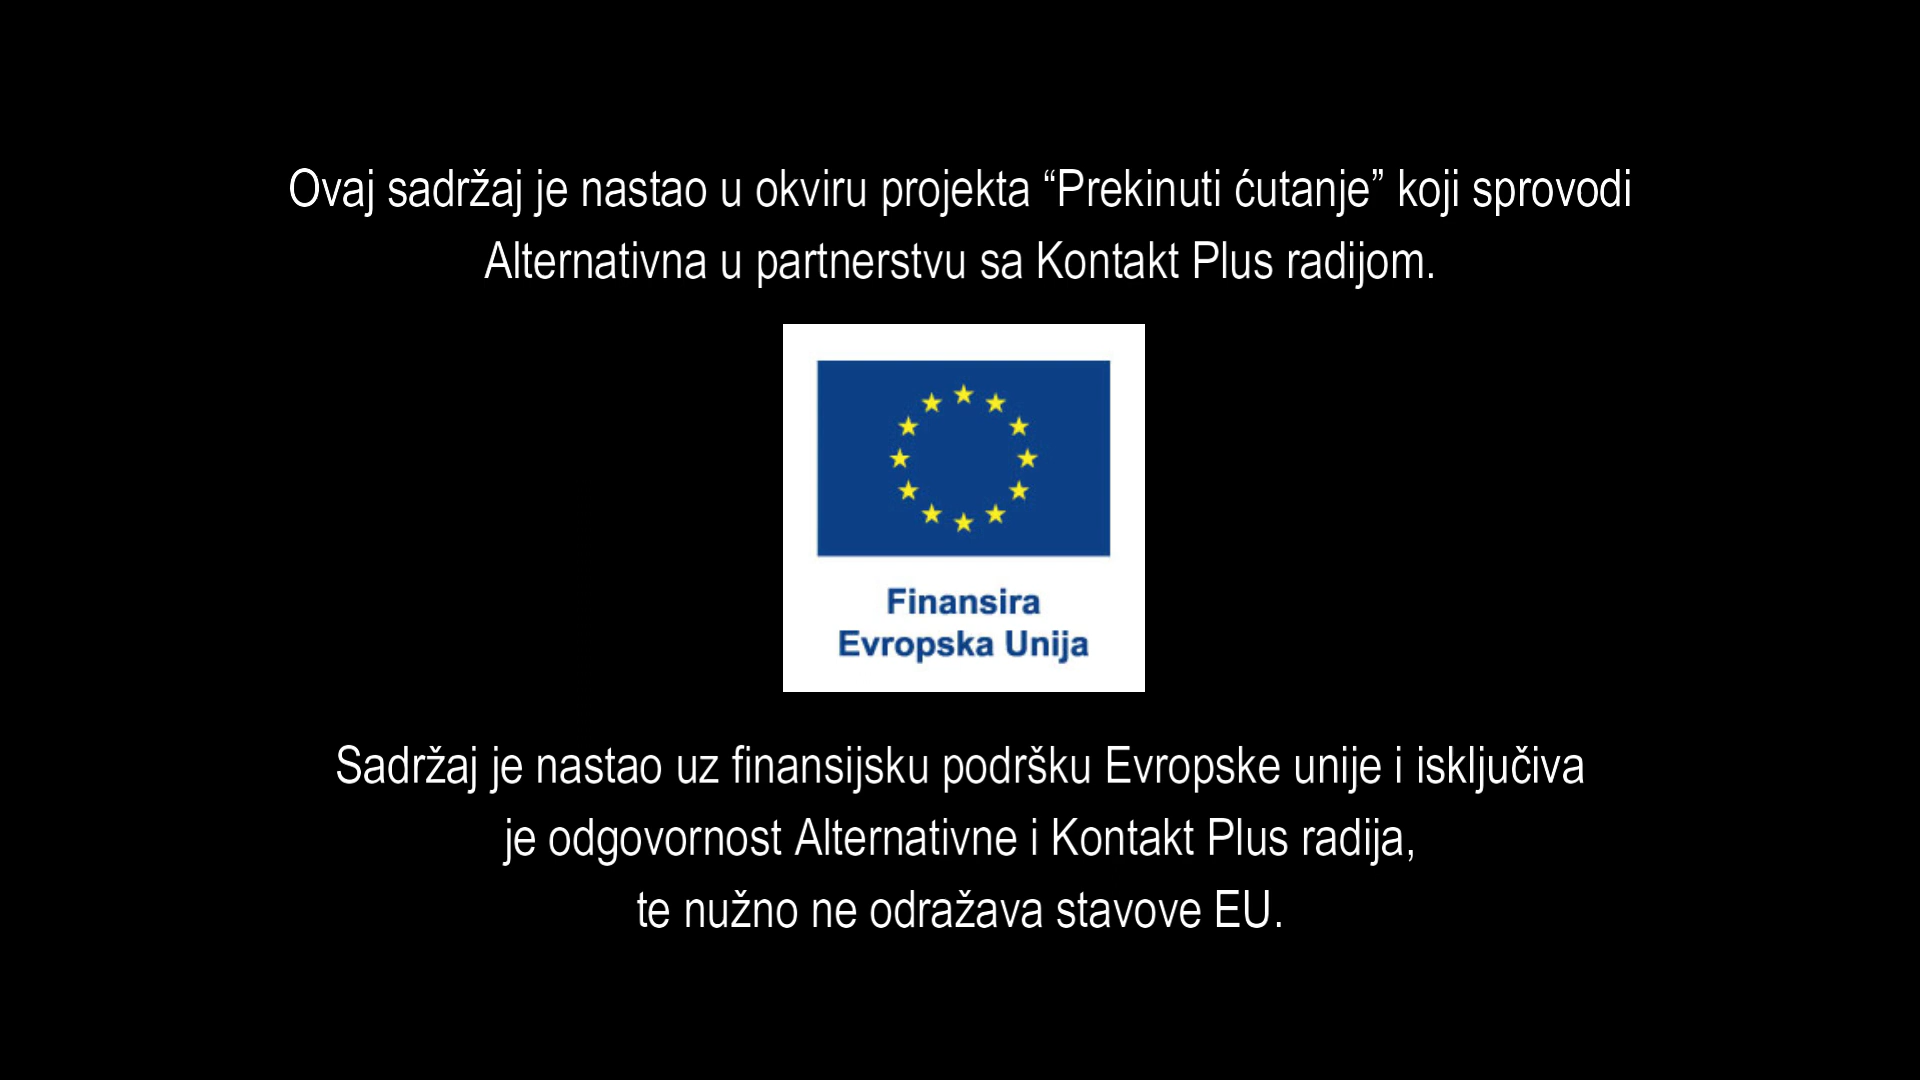 Ovaj sadržaj je nastao u okviru projekta “Prekinuti ćutanje” koji sprovodi
Alternativna u partnerstvu sa Kontakt Plus radijom.
Finansira
Evropska Unija
Sadržaj je nastao uz finansijsku podršku Evropske unije i isključiva
je odgovornost Alternativne i Kontakt Plus radija,
te nužno ne odražava stavove EU.